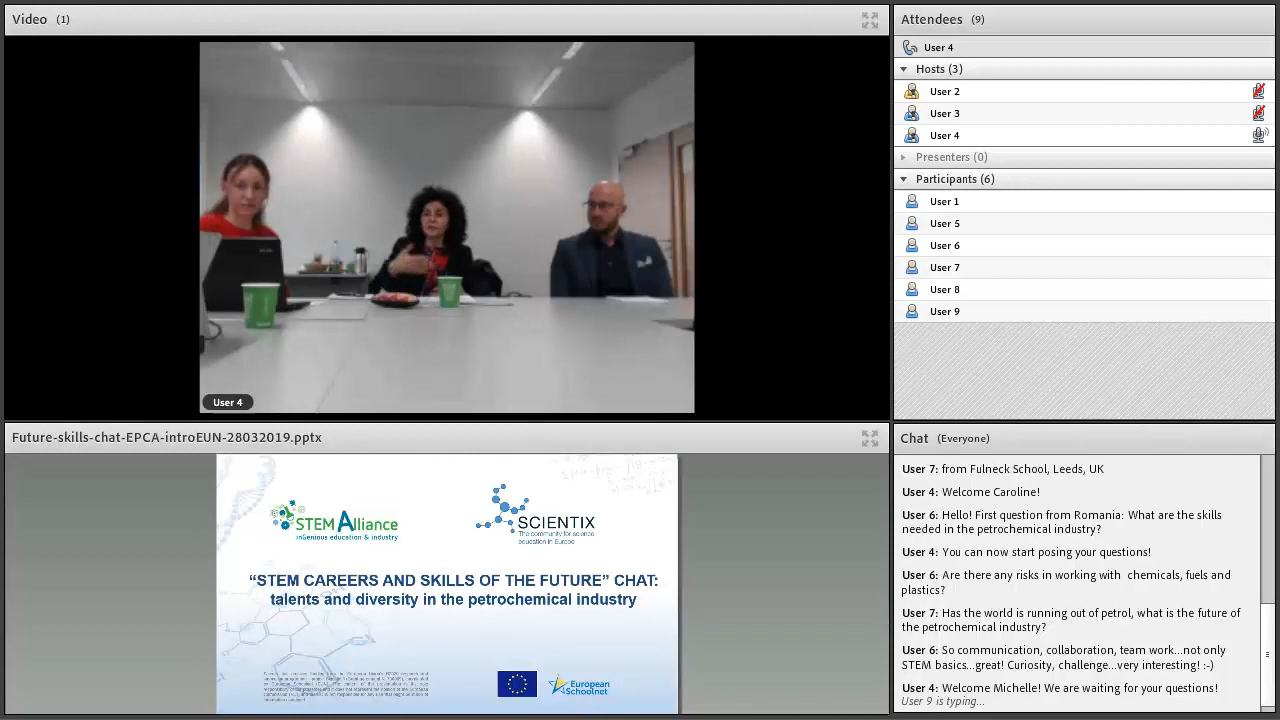 Video (1)
User 4
Future-skills-chat-EPCA-introEUN-28032019.pptx
STEM Alliance
inGenious education & industry
SCIENTIX
The community for science
education in Europe
“STEM CAREERS AND SKILLS OF THE FUTURE” CHAT:
talents and diversity in the petrochemical industry
European
Schoolnet
Attendees (9)
User 4
Hosts (3)
User 2
User 3
User 4
Presenters (0)
Participants (6)
User 1
User 5
User 6
User 7
User 8
User 9
Chat (Everyone)
User 7: from Fulneck School, Leeds, UK
User 4: Welcome Caroline!
User 6: Hello! First question from Romania: What are the skills
needed in the petrochemical industry?
User 4: You can now start posing your questions!
User 6: Are there any risks in working with chemicals, fuels and
plastics?
User 7: Has the world is running out of petrol, what is the future of
the petrochemical industry?
User 6: So communication, cultures, team work...not only
STEM Basics...great! Curiosity, challenge...very interesting! :-)
User 4: questions!
User 9 is typing...